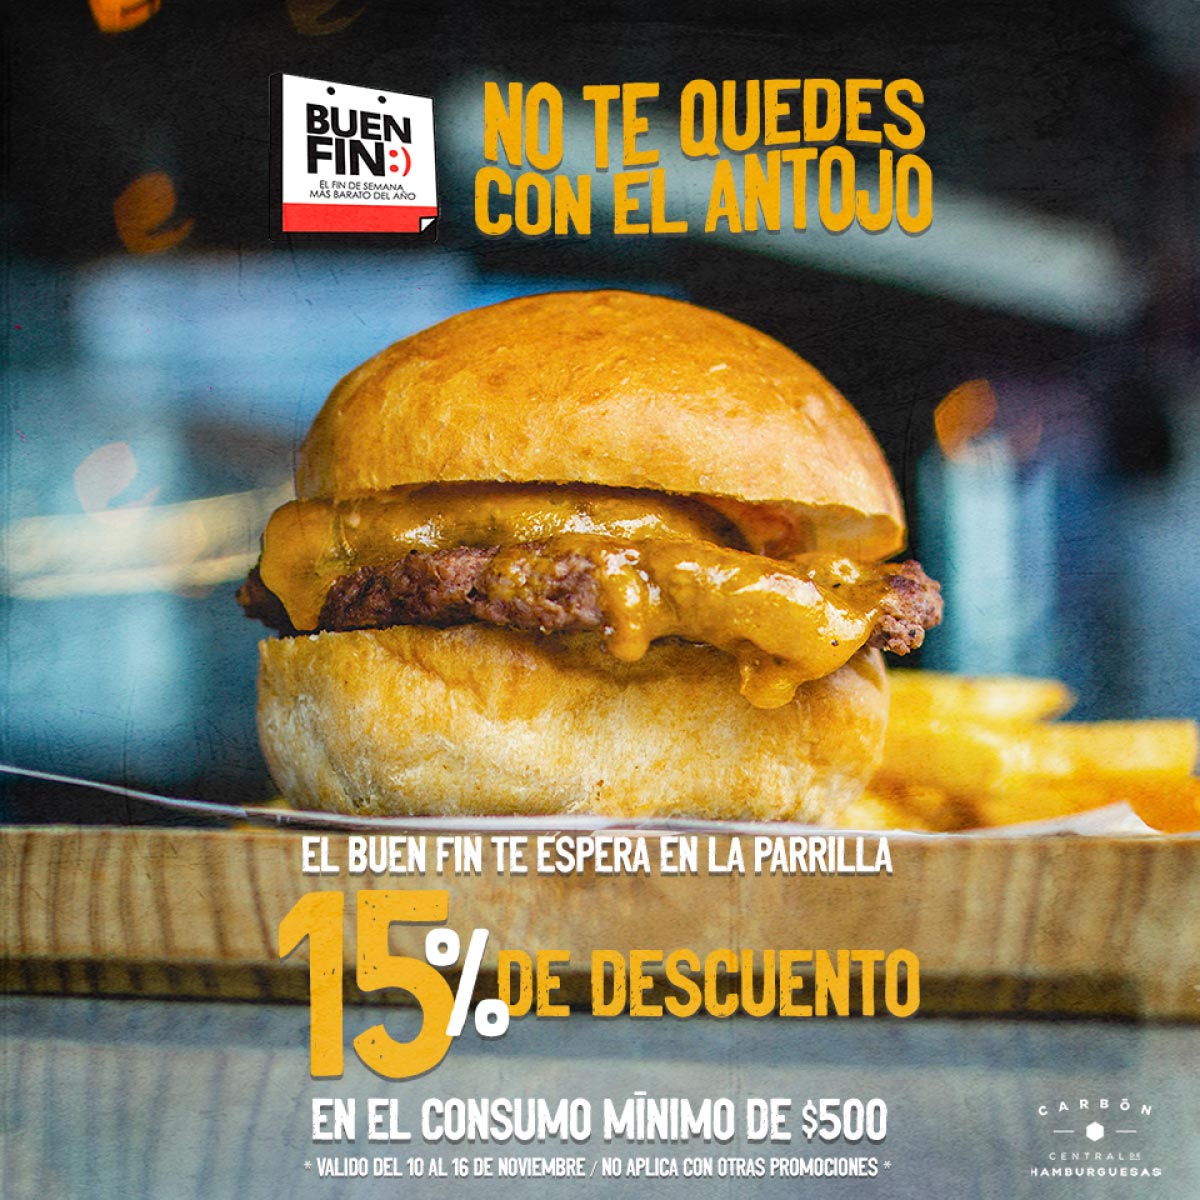 BUEN
FIN:)
EL FIN DE SEMANA
MÁS BARATO DEL AÑO
NO TE QUEDES
CON EL ANTOJO
EL BUEN FIN TE ESPERA EN LA PARRILLA
15% DE DESCUENTO
EN EL CONSUMO MÍNIMO DE $500
* VALIDO DEL 10 AL 16 DE NOVIEMBRE / NO APLICA CON OTRAS PROMOCIONES *
CARBÓN
CENTRAL DE
HAMBURGUESAS